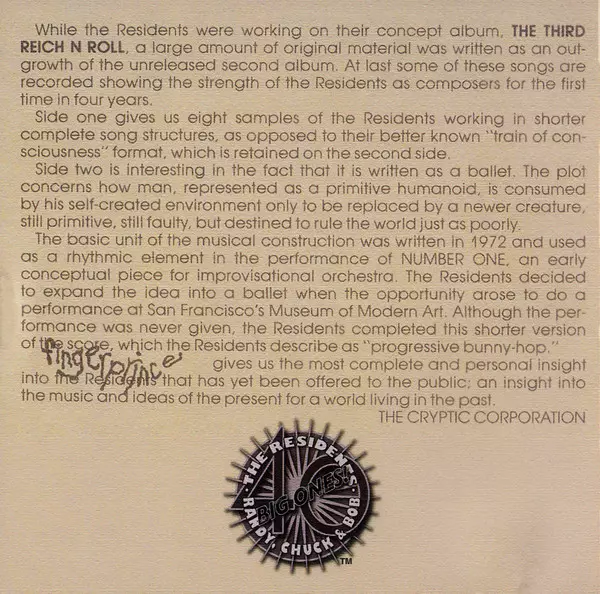 While the Residents were working on their concept album, THE THIRD
REICH N ROLL, a large amount of original material was written as an out-
growth of the unreleased second album. At last some of these songs are
recorded showing the strength of the Residents as composers for the first
time in four years.
Side one gives us eight samples of the Residents working in shorter
complete song structures, as opposed to their better known "train of con-
sciousness" format, which is retained on the second side.
Side two is interesting in the fact that it is written as a ballet. The plot
concerns how man, represented as a primitive humanoid, is consumed
by his self-created environment only to be replaced by a newer creature,
still primitive, still faulty, but destined to rule the world just as poorly.
The basic unit of the musical construction was written in 1972 and used
as a rhythmic element in the performance of NUMBER ONE, an early
conceptual piece for improvisational orchestra. The Residents decided
to expand the idea into a ballet when the opportunity arose to do a
performance at San Francisco's Museum of Modern Art. Although the per-
formance was never given, the Residents completed this shorter version
of the score, which the Residents describe as "progressive bunny-hop."
fingerprince gives us the most complete and personal insight
into the Residents that has yet been offered to the public; an insight into
the music and ideas of the present for a world living in the past.
THE CRYPTIC CORPORATION
THE RESIDENTS
40
BIG ONES!
RANDY, CHUCK & BOB
TM